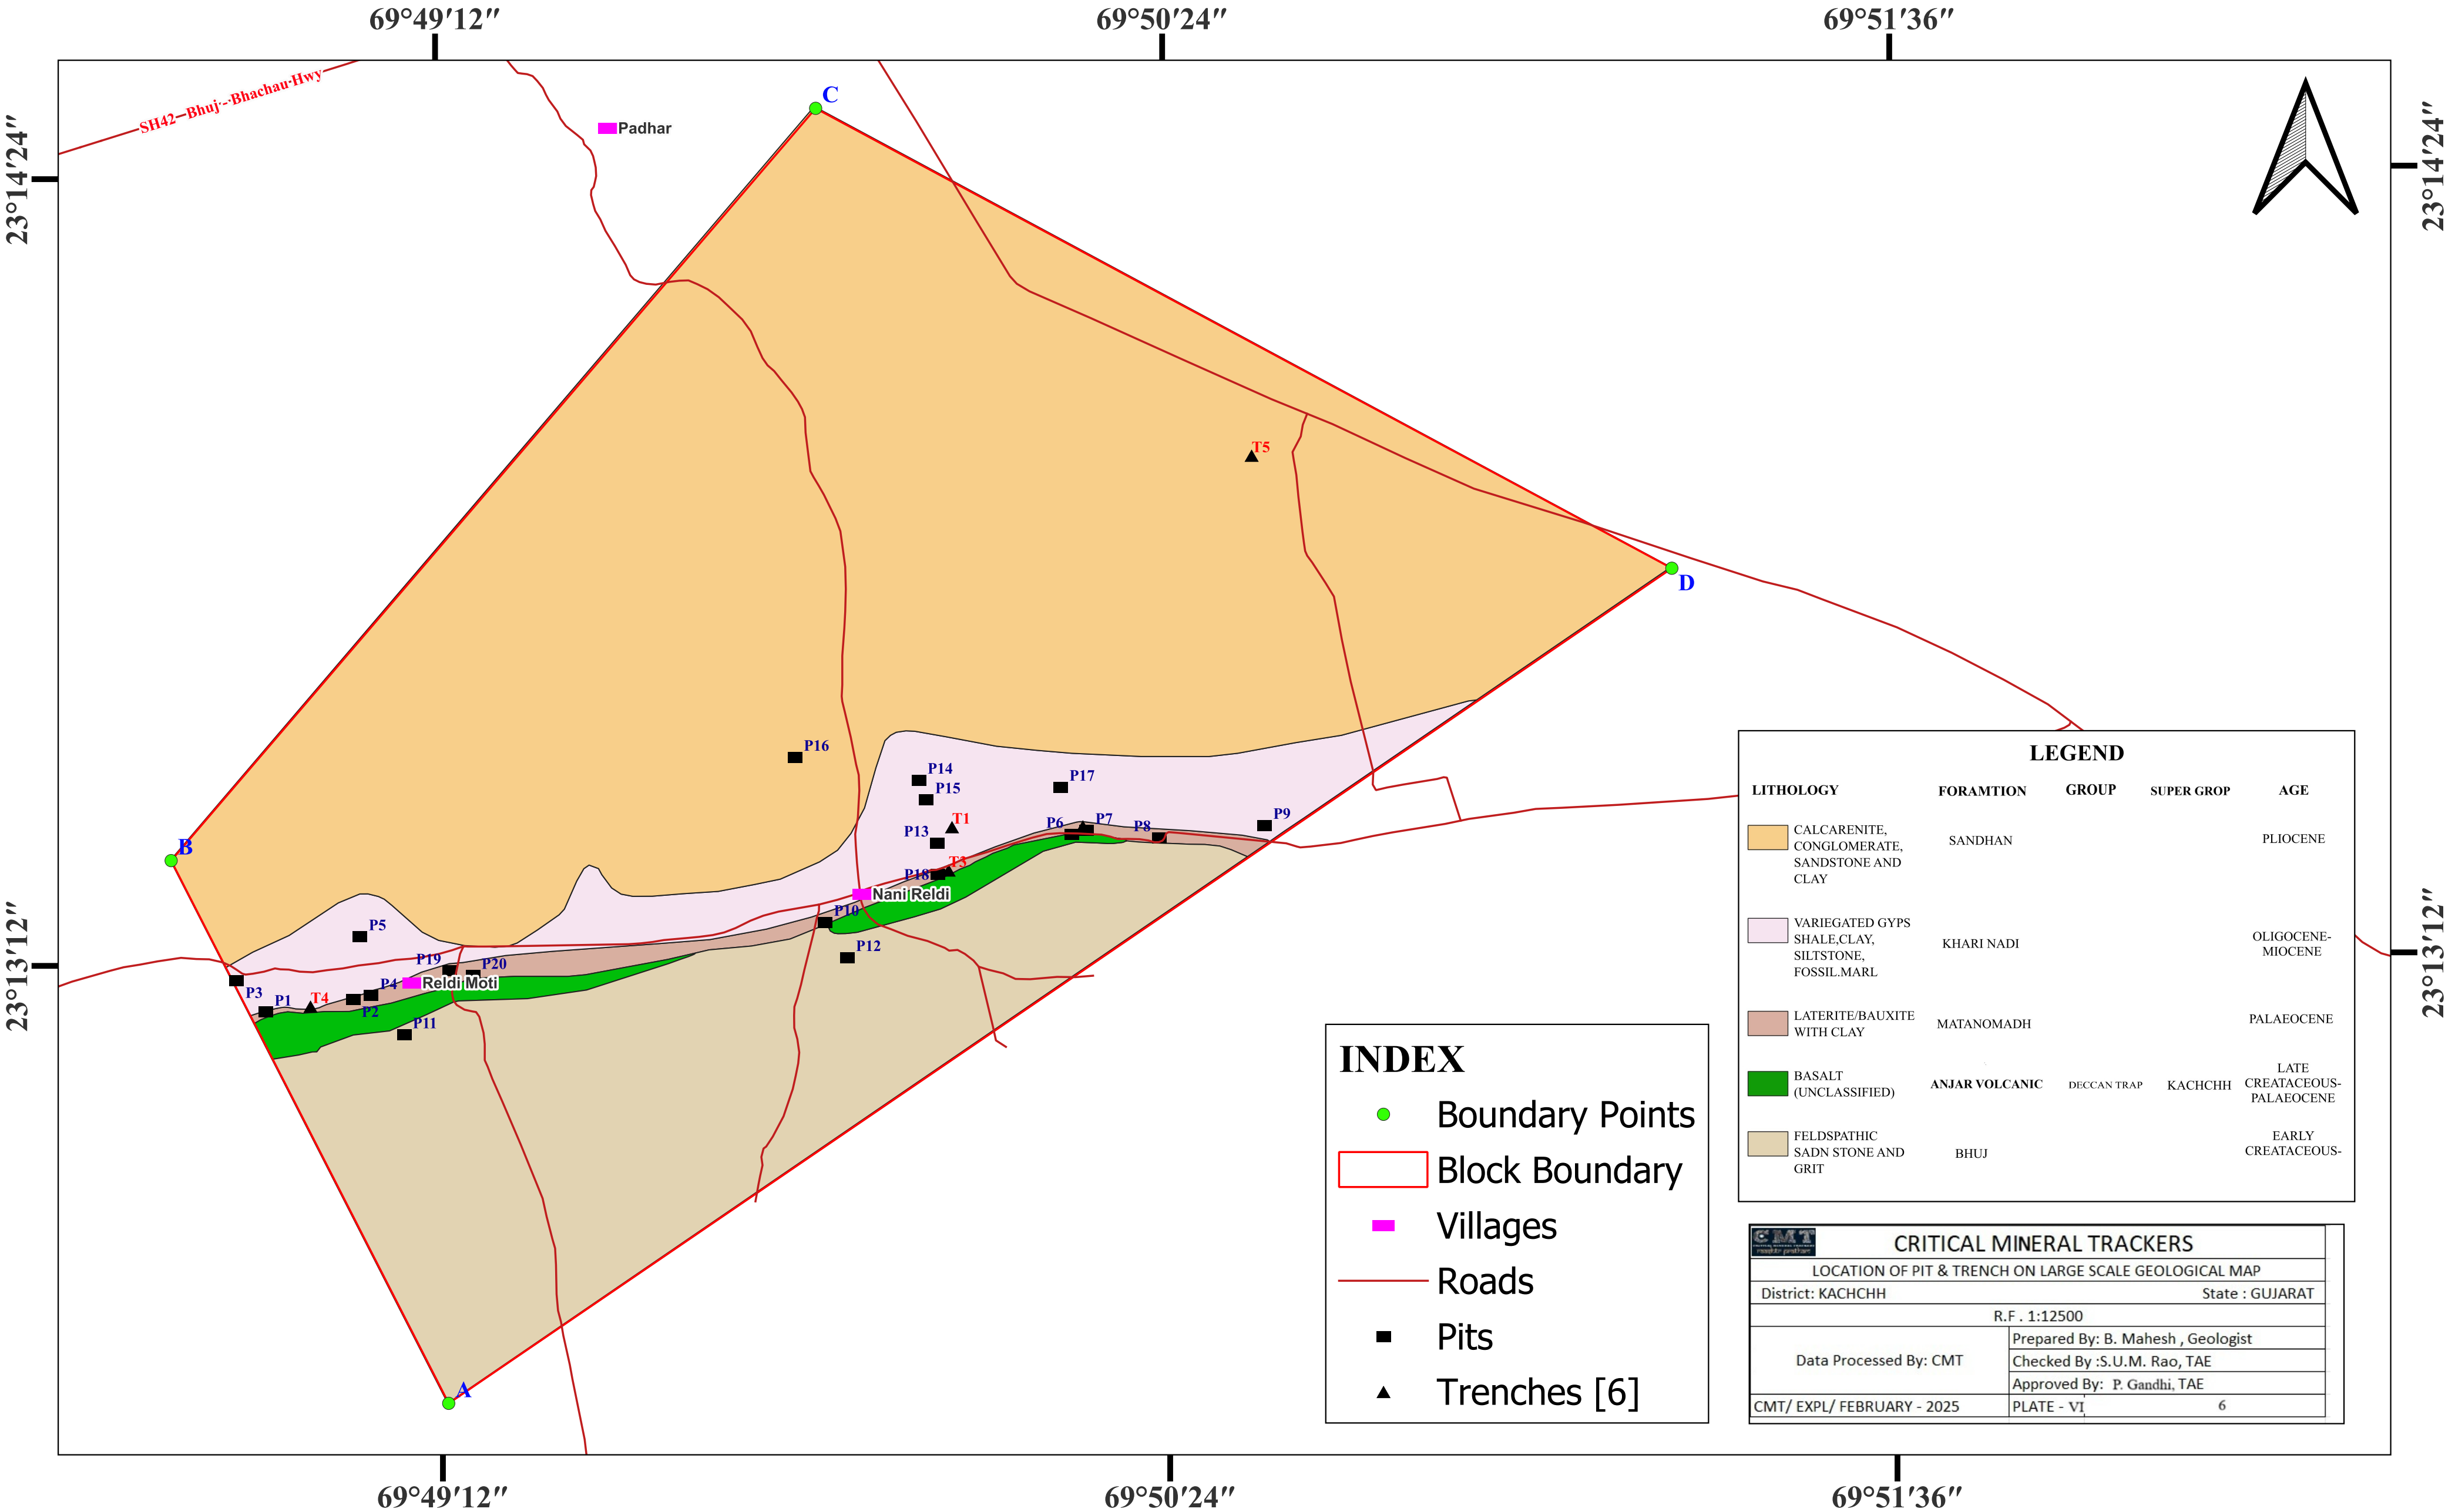 69°49′12″
69°50′24″
69°51′36″
23°14′24″
23°14′24″
SH42--Bhuj--Bhachau-Hwy
Padhar
C
T5
D
P16
P14
P15
P17
T1
P13
P6
P7
P8
P9
T3
P18
Nani Reldi
B
P10
P12
P5
P19
P20
P4
Reldi Moti
P3
P1
T4
P2
P11
A
23°13′12″
23°13′12″
LEGEND
LITHOLOGY FORAMTION GROUP SUPER GROP AGE
CALCARENITE,
CONGLOMERATE,
SANDSTONE AND
CLAY
SANDHAN
PLIOCENE
VARIEGATED GYPS
SHALE,CLAY,
SILTSTONE,
FOSSIL.MARL
KHARI NADI
OLIGOCENE-
MIOCENE
LATERITE/BAUXITE
WITH CLAY
MATANOMADH
PALAEOCENE
BASALT
(UNCLASSIFIED)
ANJAR VOLCANIC
DECCAN TRAP
KACHCHH
LATE
CREATACEOUS-
PALAEOCENE
FELDSPATHIC
SADN STONE AND
GRIT
BHUJ
EARLY
CREATACEOUS-
INDEX
Boundary Points
Block Boundary
Villages
Roads
Pits
Trenches [6]
CMT
CRITICAL MINERAL TRACKERS
LOCATION OF PIT & TRENCH ON LARGE SCALE GEOLOGICAL MAP
District: KACHCHH State : GUJARAT
R.F . 1:12500
Data Processed By: CMT
Prepared By: B. Mahesh , Geologist
Checked By :S.U.M. Rao, TAE
Approved By: P. Gandhi, TAE
CMT/ EXPL/ FEBRUARY - 2025
PLATE - VI 6
69°49′12″
69°50′24″
69°51′36″